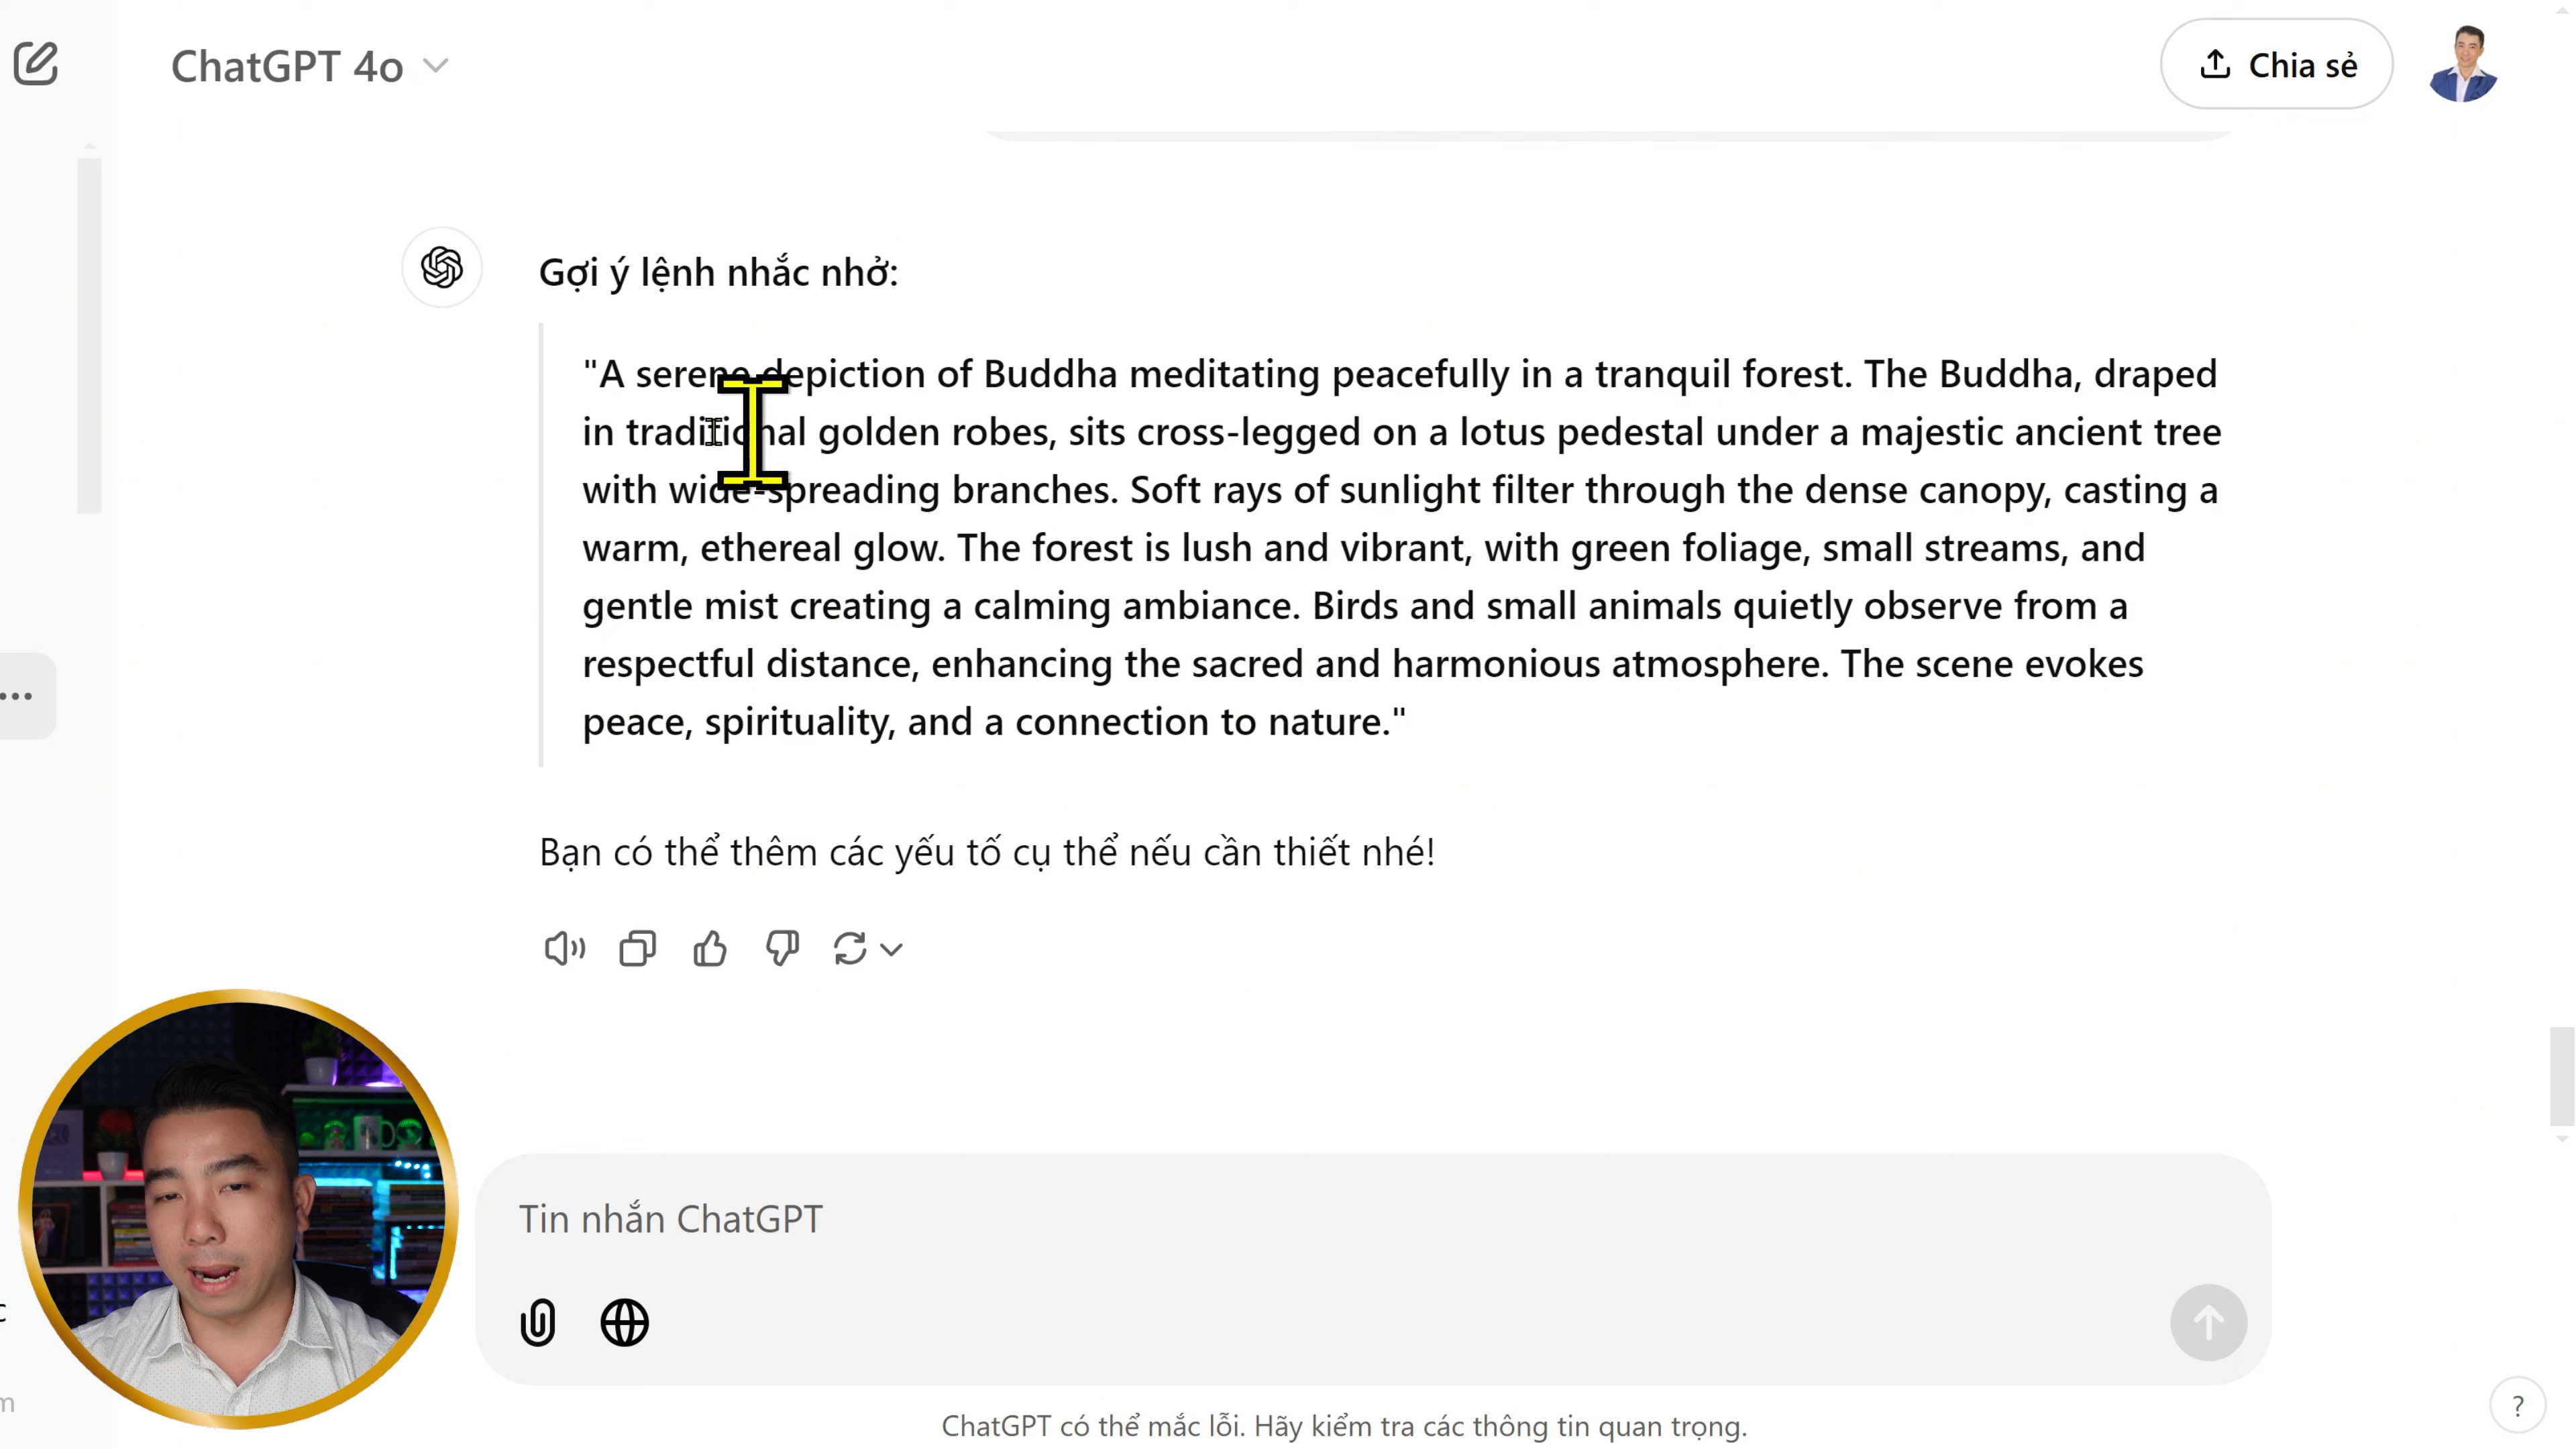 ChatGPT 4o
Chia sẻ
Gợi ý lệnh nhắc nhở:
"A serene depiction of Buddha meditating peacefully in a tranquil forest. The Buddha, draped
in traditional golden robes, sits cross-legged on a lotus pedestal under a majestic ancient tree
with wide-spreading branches. Soft rays of sunlight filter through the dense canopy, casting a
warm, ethereal glow. The forest is lush and vibrant, with green foliage, small streams, and
gentle mist creating a calming ambiance. Birds and small animals quietly observe from a
respectful distance, enhancing the sacred and harmonious atmosphere. The scene evokes
peace, spirituality, and a connection to nature."
Bạn có thể thêm các yếu tố cụ thể nếu cần thiết nhé!
Tin nhắn ChatGPT
ChatGPT có thể mắc lỗi. Hãy kiểm tra các thông tin quan trọng.
?